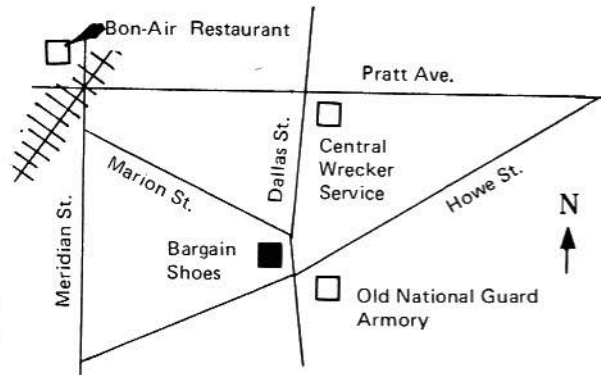 Bon-Air Restaurant
Pratt Ave.
Dallas St.
Central
Wrecker
Service
Marion St.
Howe St.
Meridian St.
N
Bargain
Shoes
Old National Guard
Armory